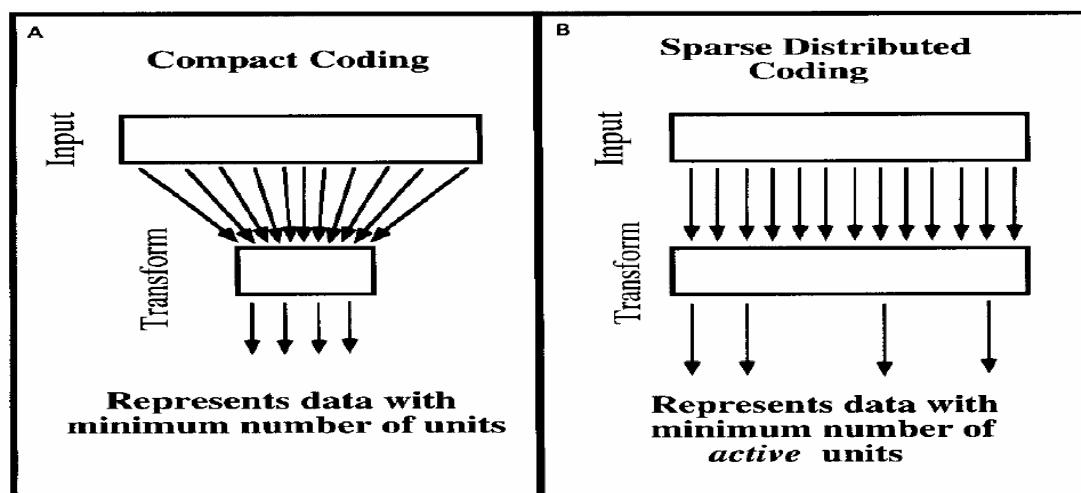 A
Compact Coding
Input
Transform
Represents data with
minimum number of units
B
Sparse Distributed
Coding
Input
Transform
Represents data with
minimum number of
active units